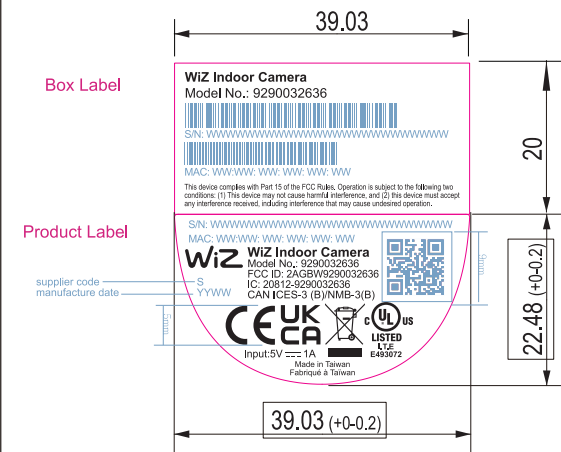 39.03
Box Label
WiZ Indoor Camera
Model No.: 9290032636
S/N: WWWWWWWWWWWWWWWWWWWWWWWWWW
MAC: WW:WW: WW: WW: WW: WW
This device complies with Part 15 of the FCC Rules. Operation is subject to the following two
conditions: (1) This device may not cause harmful interference, and (2) this device must accept
any interference received, including interference that may cause undesired operation.
20
Product Label
S/N: WWWWWWWWWWWWWWWWWWWWWWWWWW
MAC: WW:WW: WW: WW: WW: WW
WiZ
WiZ Indoor Camera
Model No.: 9290032636
FCC ID: 2AGBW9290032636
IC: 20812-9290032636
CAN ICES-3 (B)/NMB-3(B)
supplier code
S
manufacture date
YYWW
9mm
5mm
CE
UK
CA
C UL US
LISTED
I.T.E
E493072
Input:5V 1A
Made in Taiwan
Fabriqué à Taïwan
22.48 (+0-0.2)
39.03 (+0-0.2)